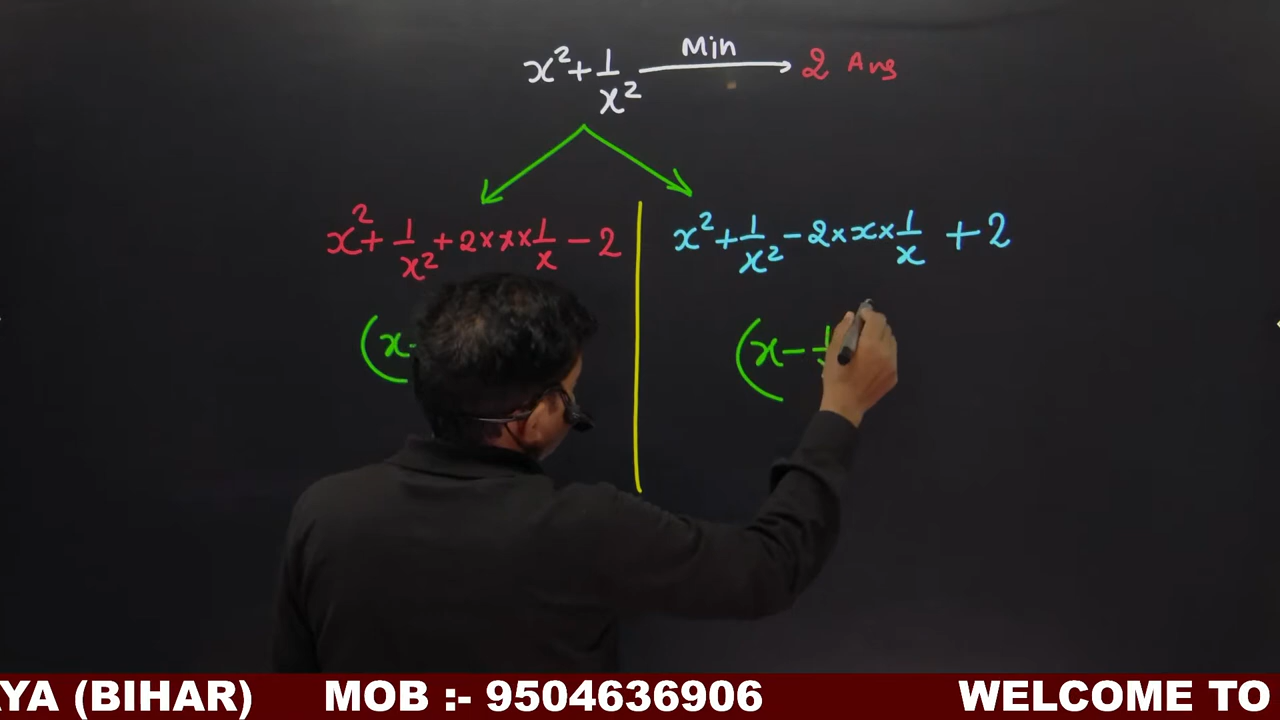 x² + 1/x² Min → 2 Ans
x² + 1/x² + 2 × x × 1/x − 2
x² + 1/x² − 2 × x × 1/x + 2
(x-
(x − 1
YA (BIHAR) MOB :- 9504636906 WELCOME TO